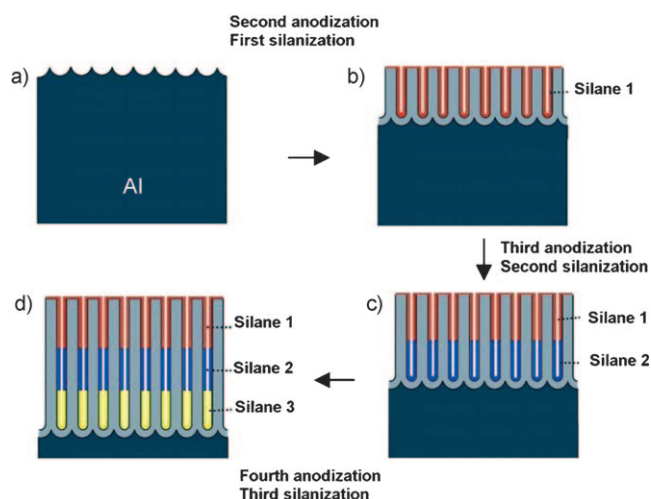 Second anodization
First silanization
a)
Al
b)
Silane 1
Third anodization
Second silanization
d)
Silane 1
Silane 2
Silane 3
c)
Silane 1
Silane 2
Fourth anodization
Third silanization